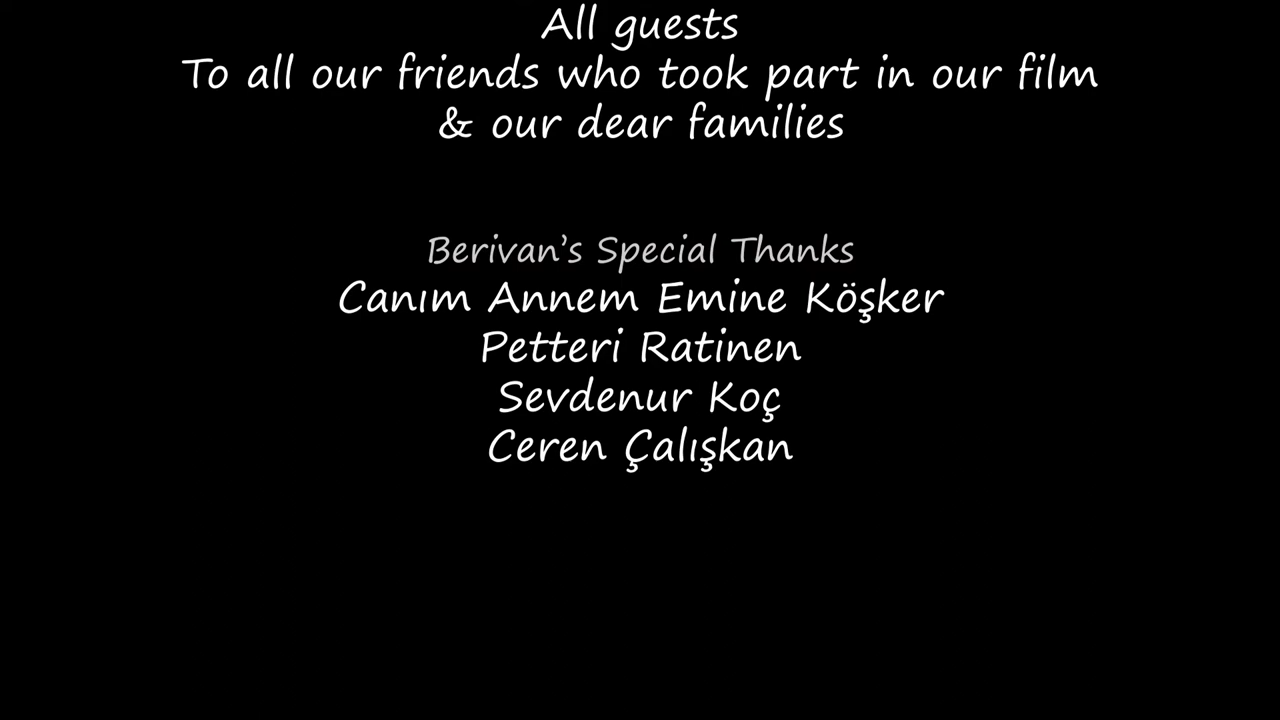 All guests
To all our friends who took part in our film
& our dear families
Berivan’s Special Thanks
Canım Annem Emine Köşker
Petteri Ratinen
Sevdenur Koç
Ceren Çalışkan